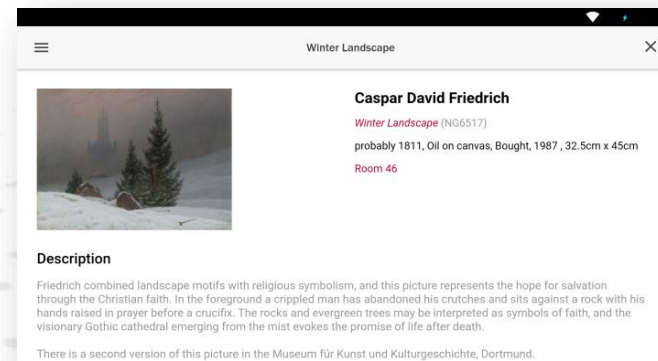 Winter Landscape
Caspar David Friedrich
Winter Landscape (NG6517)
probably 1811, Oil on canvas, Bought, 1987 , 32.5cm x 45cm
Room 46
Description
Friedrich combined landscape motifs with religious symbolism, and this picture represents the hope for salvation
through the Christian faith. In the foreground a crippled man has abandoned his crutches and sits against a rock with his
hands raised in prayer before a crucifix. The rocks and evergreen trees may be interpreted as symbols of faith, and the
visionary Gothic cathedral emerging from the mist evokes the promise of life after death.
There is a second version of this picture in the Museum für Kunst und Kulturgeschichte, Dortmund.